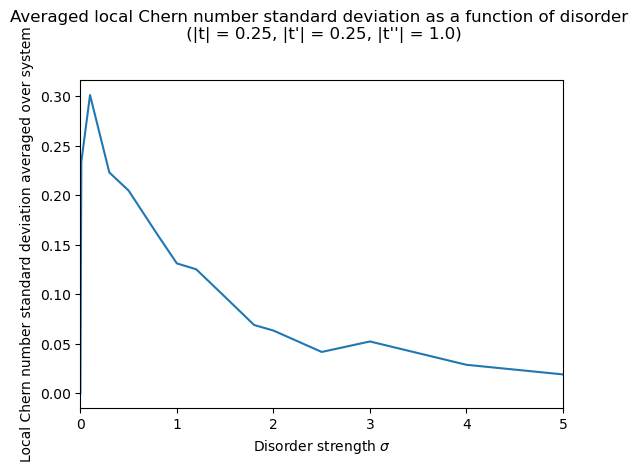 Averaged local Chern number standard deviation as a function of disorder
(|t| = 0.25, |t'| = 0.25, |t''| = 1.0)
Local Chern number standard deviation averaged over system
0.30
0.25
0.20
0.15
0.10
0.05
0.00
0 1 2 3 4 5
Disorder strength σ